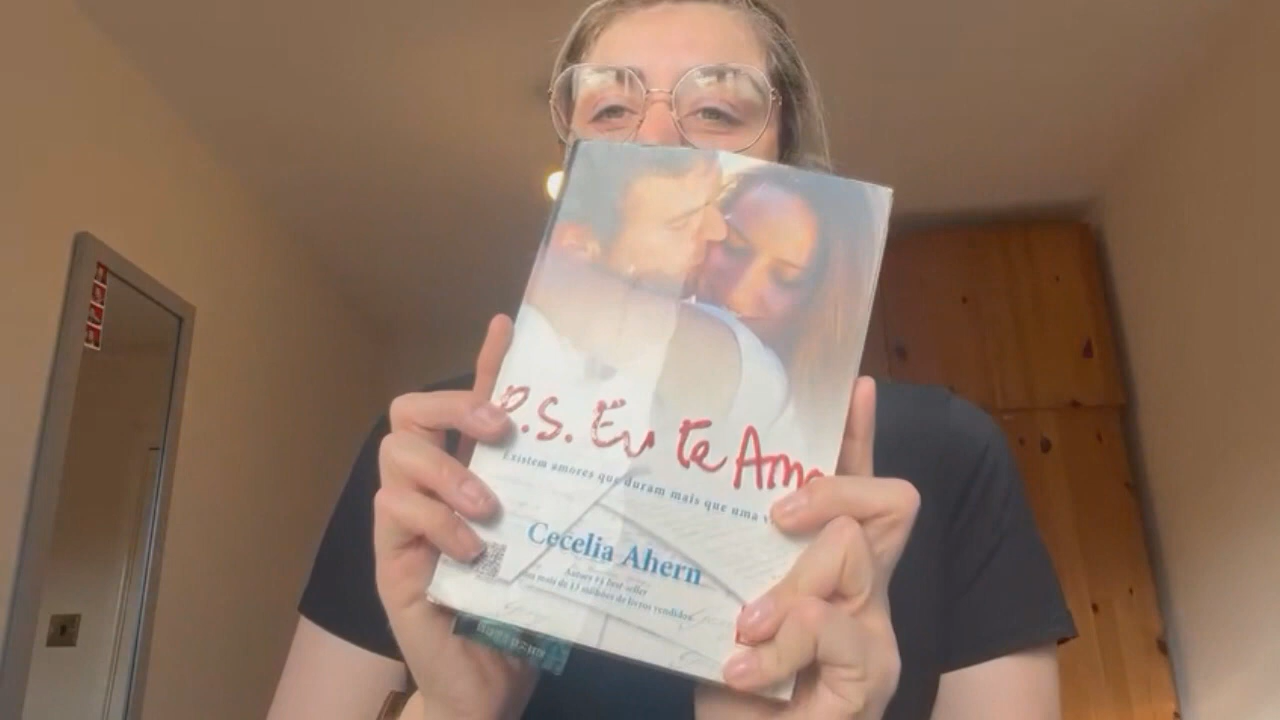 P.S. Eu te Amo
Existem amores que duram mais que uma v
Cecelia Ahern
Autora #1 best-seller
mais de 13 milhões de livros vendidos